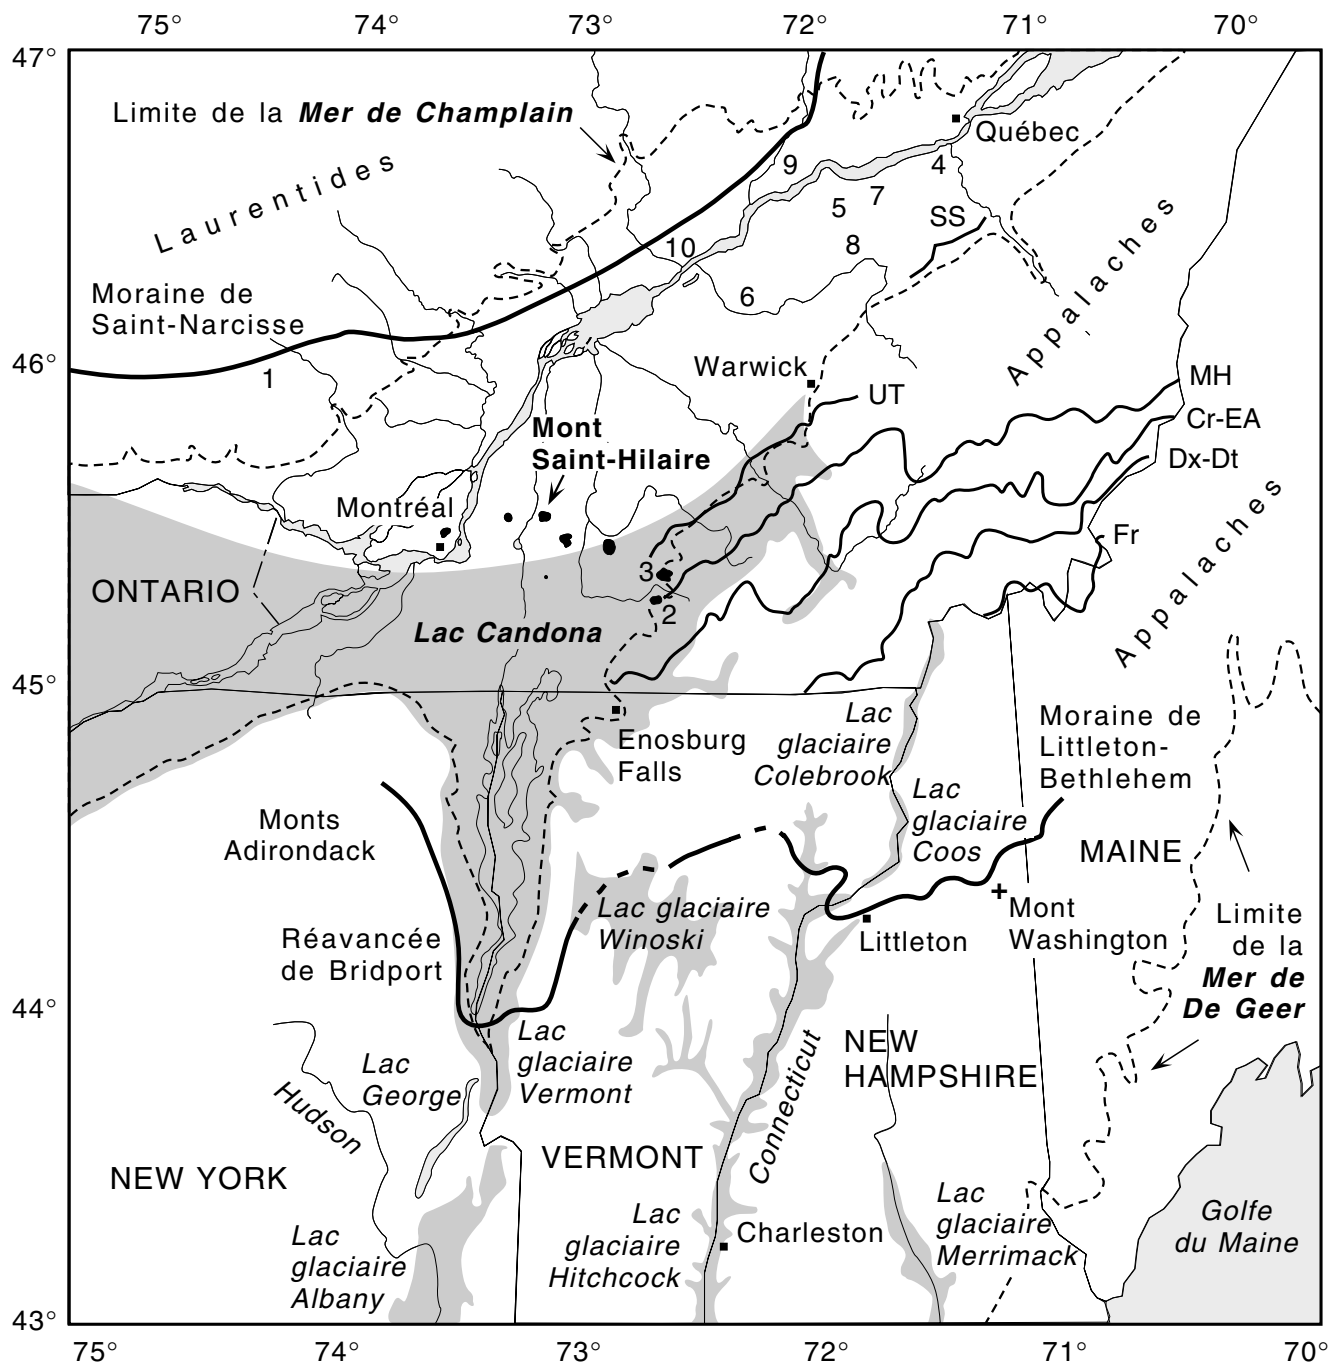 75° 74° 73° 72° 71° 70°
47°
Limite de la Mer de Champlain
Québec
Laurentides
9
4
7
5
SS
10
8
Appalaches
Moraine de
Saint-Narcisse
6
46°
1
Warwick
UT
MH
Cr-EA
Dx-Dt
Mont
Saint-Hilaire
Montréal
Appalaches
Fr
3
ONTARIO
2
Lac Candona
45°
Enosburg
Falls
Lac
glaciaire
Colebrook
Moraine de
Littleton-
Bethlehem
Monts
Adirondack
Lac
glaciaire
Coos
MAINE
Lac glaciaire
Winoski
Littleton
Mont
Washington
Limite
de la
Mer de
De Geer
Réavancée
de Bridport
44°
Lac
glaciaire
Vermont
Lac
George
Hudson
NEW
HAMPSHIRE
Connecticut
NEW YORK
VERMONT
Lac
glaciaire
Albany
Lac
glaciaire
Hitchcock
Charleston
Lac
glaciaire
Merrimack
Golfe
du Maine
43°
75° 74° 73° 72° 71° 70°